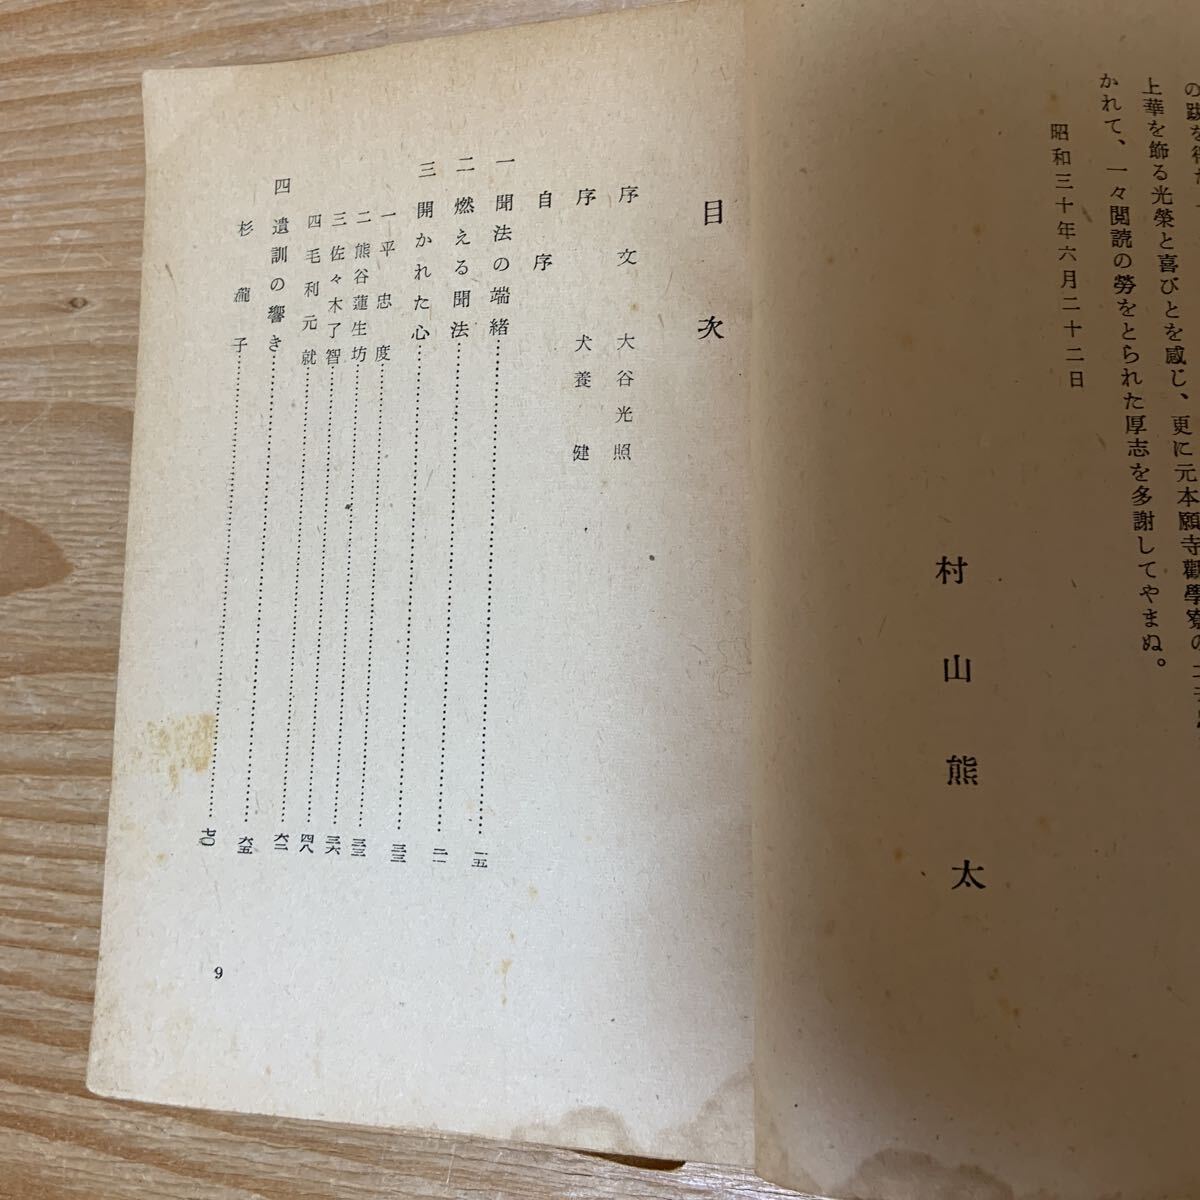 上華を飾る光榮と喜びとを感じ、更に元本願寺勸學寮の
かれて、一々閲読の勞をとられた厚志を多謝してやまぬ。
昭和三十年六月二十二日
村山熊太
目次
序文 大谷光照
序 犬養健
自序
一 聞法の端緒……一五
二 燃える聞法……二一
三 開かれた心……三三
一 平忠度……三三
二 熊谷蓮生坊……三六
三 佐々木了智……四八
四 毛利元就……六二
四 遺訓の響き……六五
杉瀧子……七〇
9